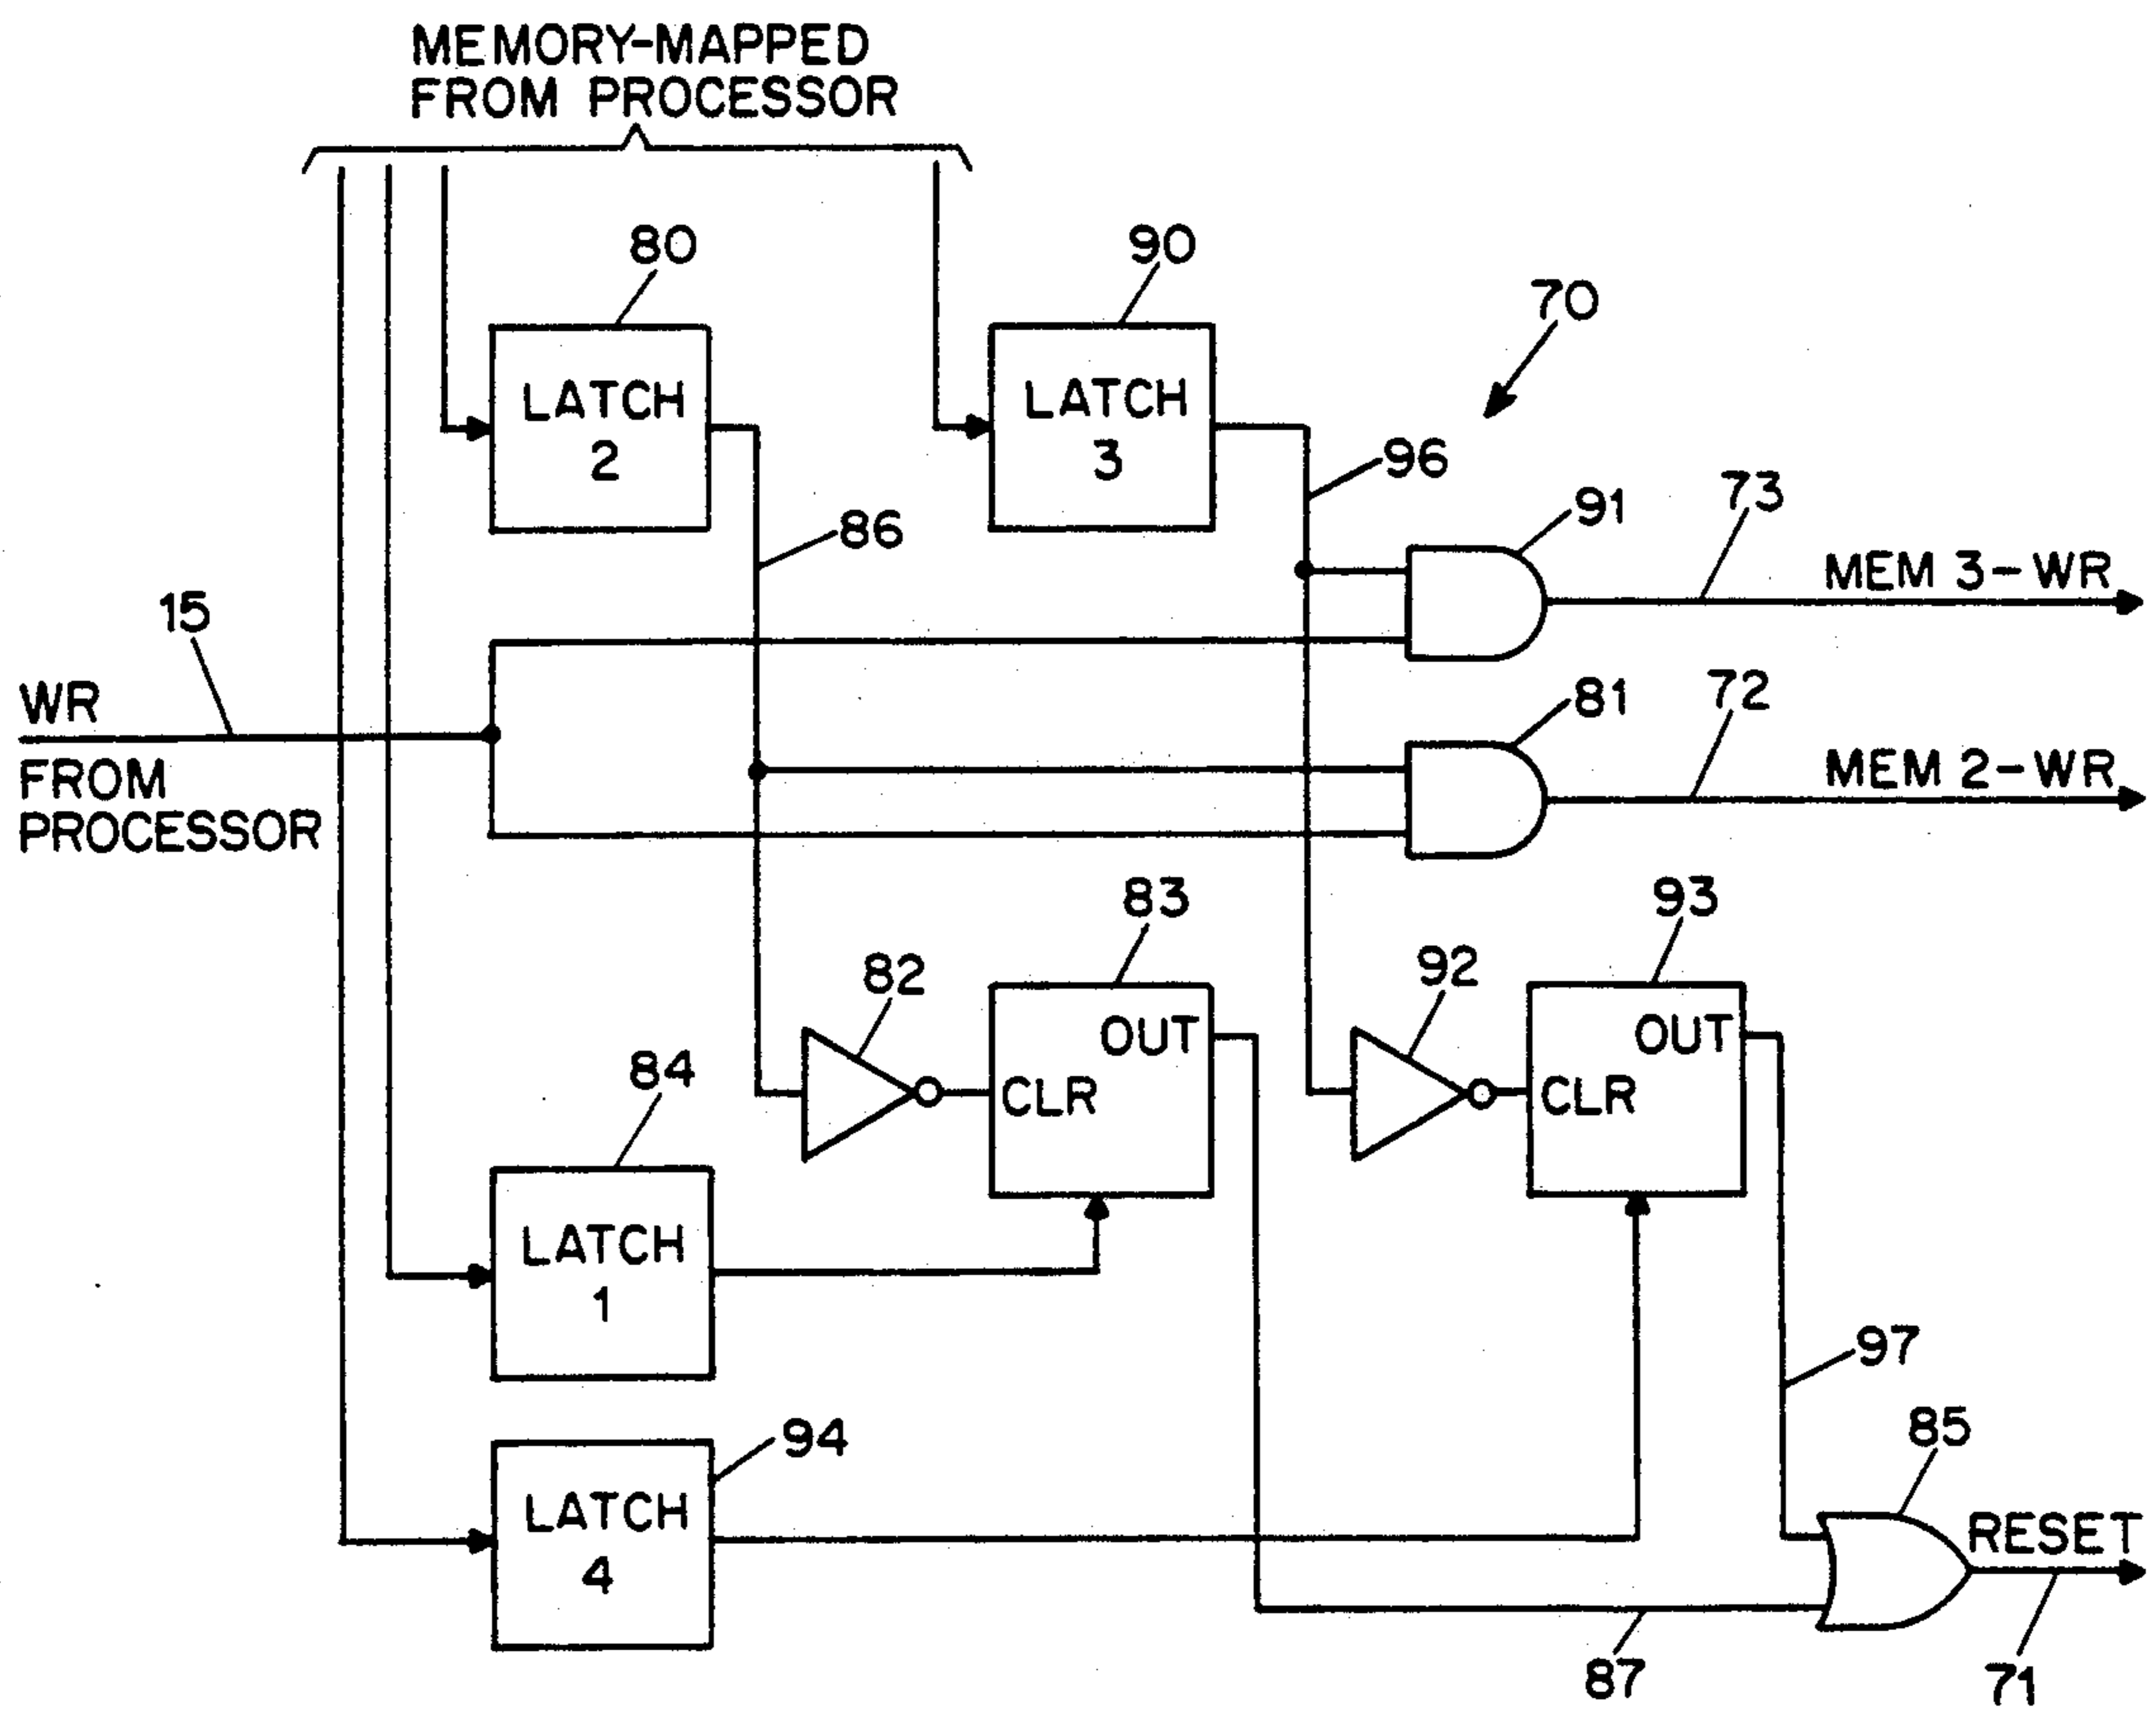 MEMORY-MAPPED
FROM PROCESSOR
80
90
70
LATCH
2
LATCH
3
96
86
91
73
MEM 3-WR
15
WR
FROM
PROCESSOR
81
72
MEM 2-WR
83
93
82
92
OUT
CLR
OUT
CLR
84
LATCH
1
97
94
85
LATCH
4
RESET
87
71